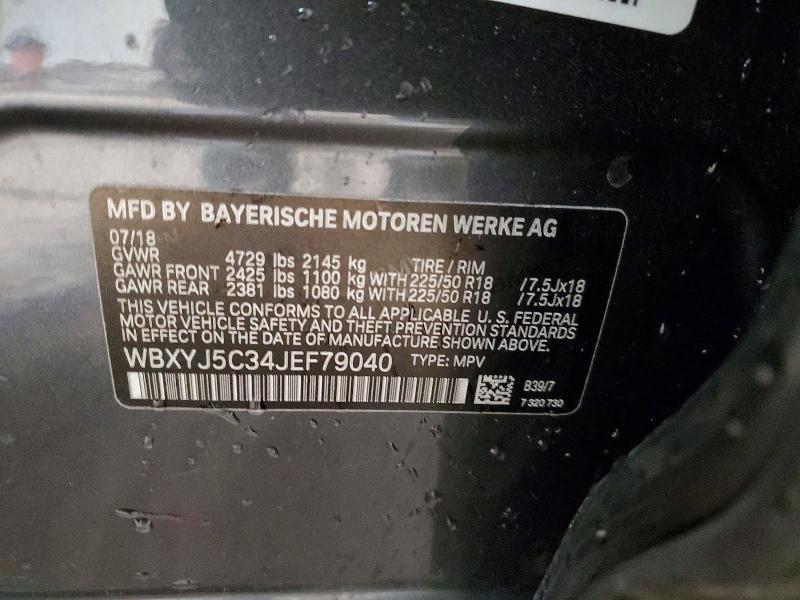 MFD BY BAYERISCHE MOTOREN WERKE AG
07/18
GVWR 4729 lbs 2145 kg TIRE / RIM
GAWR FRONT 2425 lbs 1100 kg WITH 225/50 R18 /7.5Jx18
GAWR REAR 2381 lbs 1080 kg WITH 225/50 R18 /7.5Jx18
THIS VEHICLE CONFORMS TO ALL APPLICABLE U. S. FEDERAL
MOTOR VEHICLE SAFETY AND THEFT PREVENTION STANDARDS
IN EFFECT ON THE DATE OF MANUFACTURE SHOWN ABOVE.
WBXYJ5C34JEF79040 TYPE: MPV
B39/7
7 320 730